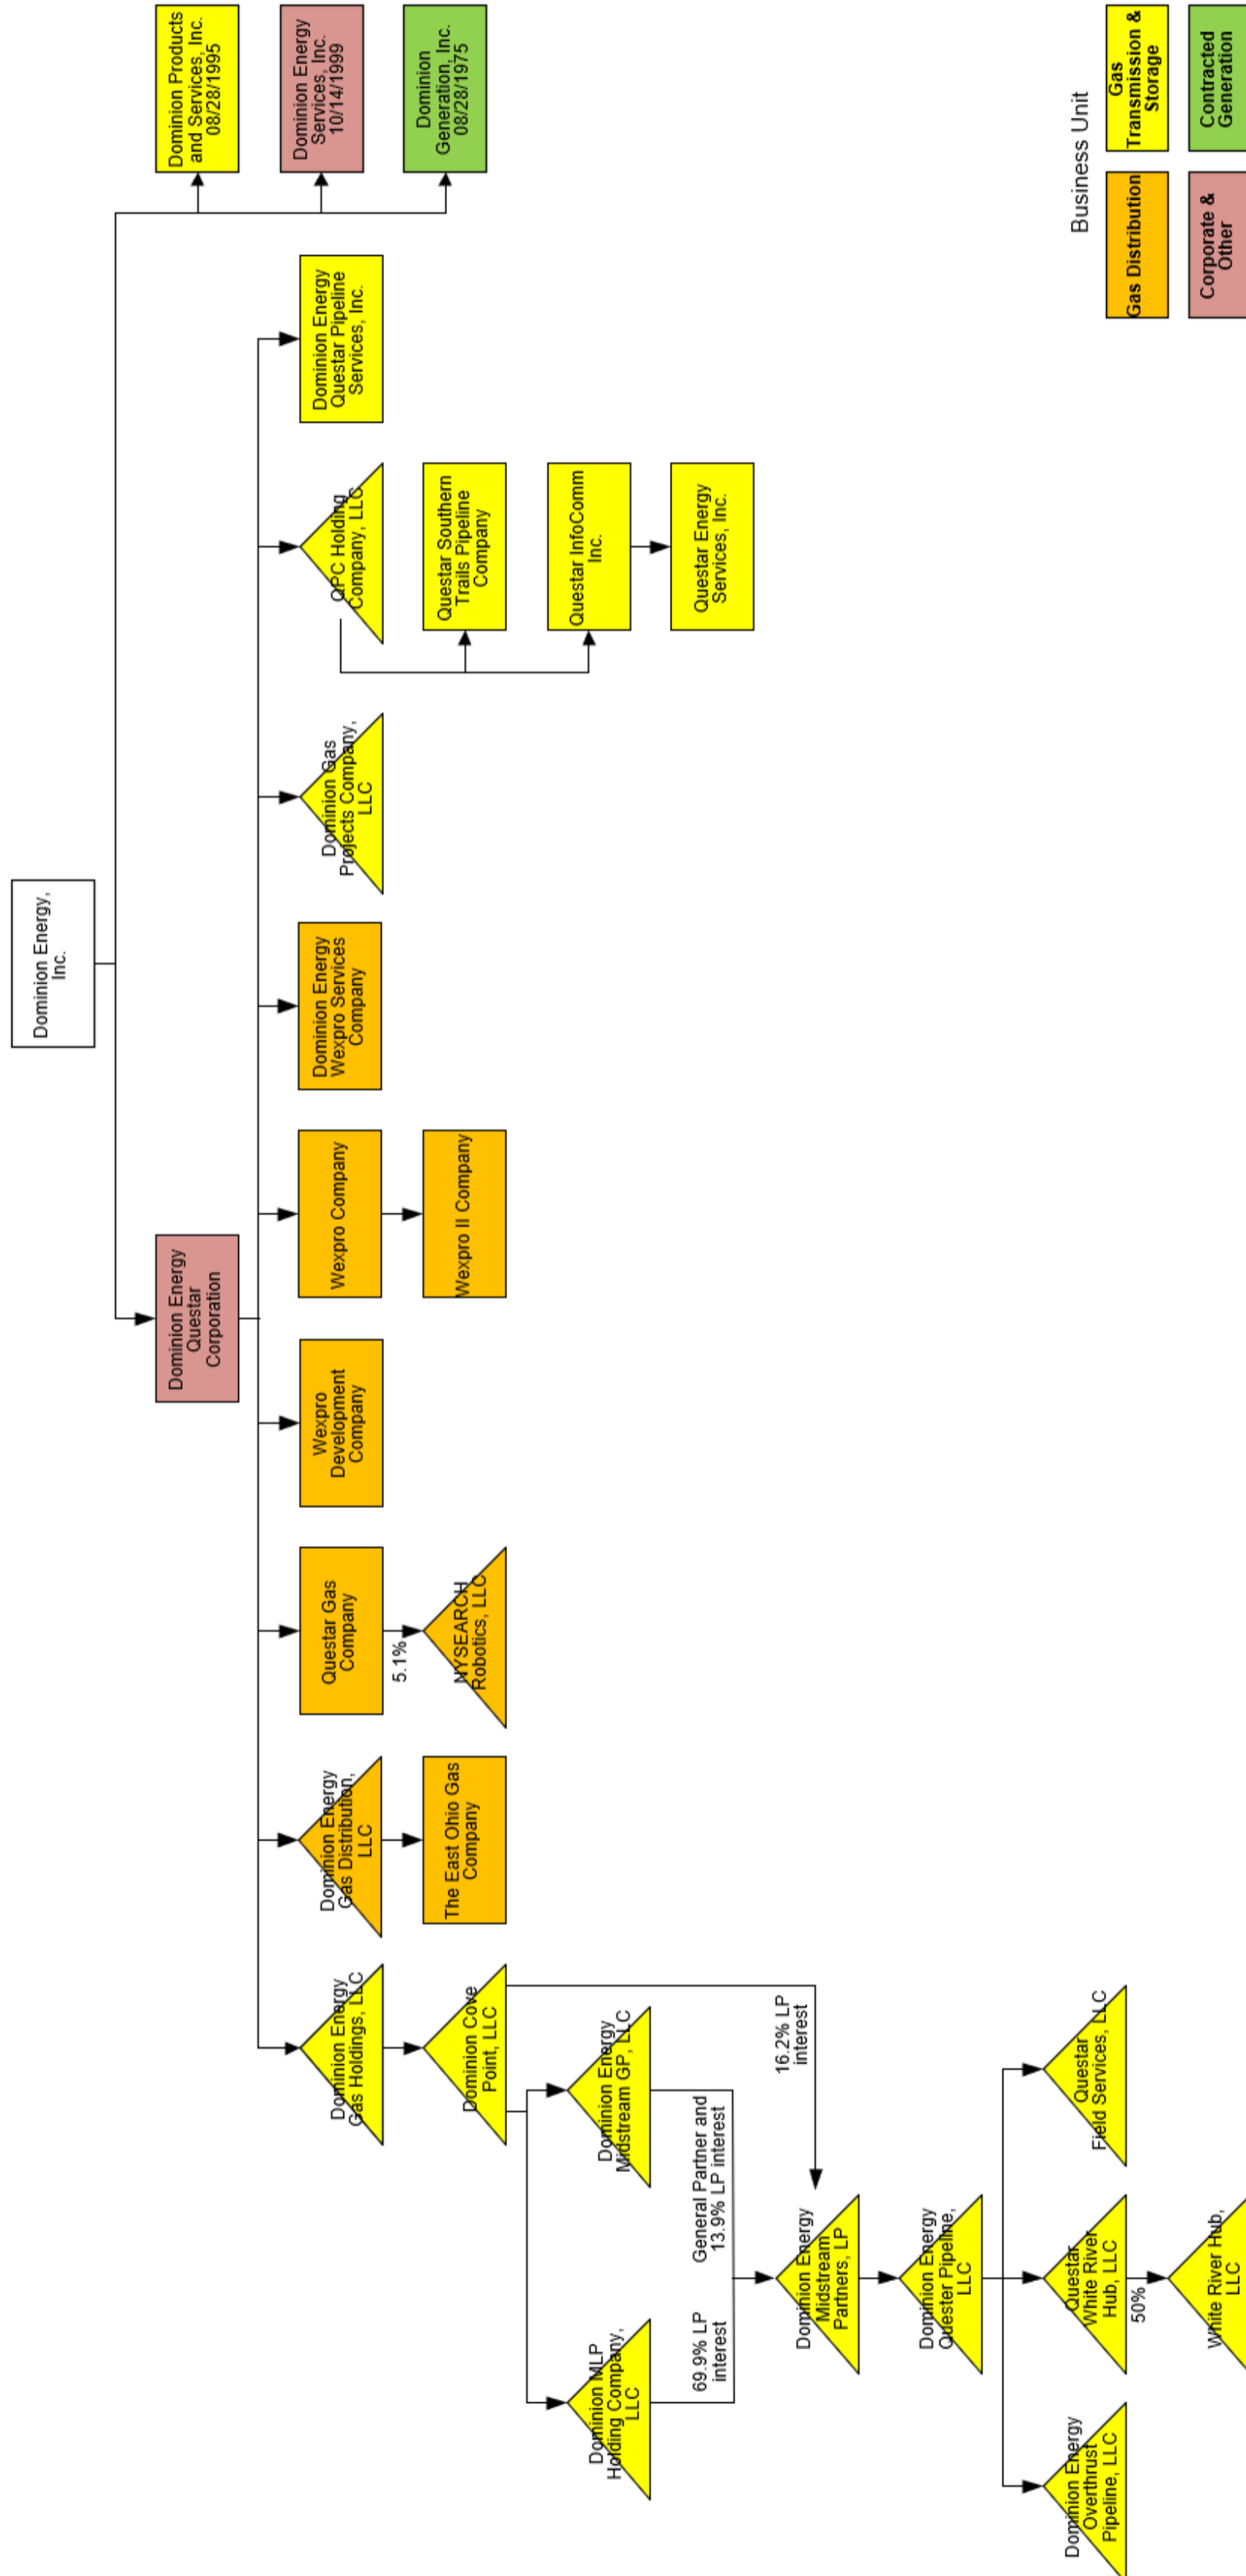 Dominion Energy,
Inc.
Dominion Energy
Questar
Corporation
Dominion Products
and Services, Inc.
08/28/1995
Dominion Energy
Services, Inc.
10/14/1999
Dominion
Generation, Inc.
08/28/1975
Dominion Energy
Gas Holdings, LLC
Dominion Energy
Gas Distribution,
LLC
Questar Gas
Company
Wexpro
Development
Company
Wexpro Company
Dominion Energy
Wexpro Services
Company
Dominion Gas
Projects Company,
LLC
QPC Holding
Company, LLC
Dominion Energy
Questar Pipeline
Services, Inc.
5.1%
Dominion Cove
Point, LLC
The East Ohio Gas
Company
NYSEARCH
Robotics, LLC
Wexpro II Company
Questar Southern
Trails Pipeline
Company
Dominion MLP
Holding Company,
LLC
Dominion Energy
Midstream GP, LLC
Questar InfoComm
Inc.
69.9% LP
interest
General Partner and
13.9% LP interest
Questar Energy
Services, Inc.
16.2% LP
interest
Dominion Energy
Midstream
Partners, LP
Dominion Energy
Quester Pipeline,
LLC
Dominion Energy
Overthrust
Pipeline, LLC
Questar
White River
Hub, LLC
Questar
Field Services, LLC
50%
White River Hub,
LLC
Business Unit
Gas Distribution
Gas
Transmission &
Storage
Corporate &
Other
Contracted
Generation